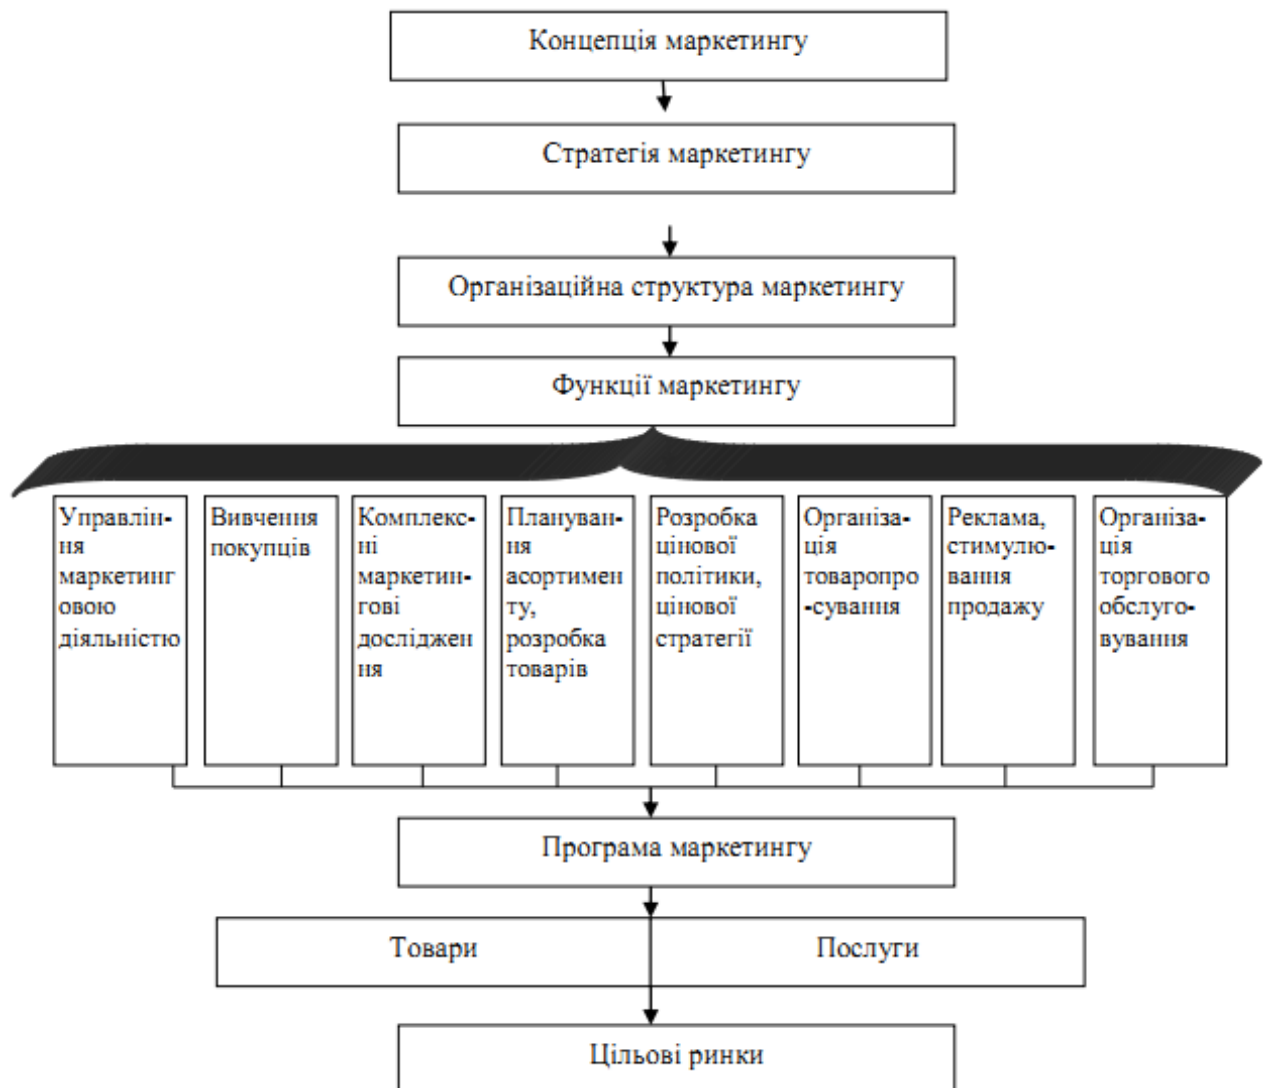 Концепція маркетингу
Стратегія маркетингу
Організаційна структура маркетингу
Функції маркетингу
Управлін-
ня
маркетинг
овою
діяльністю
Вивчення
покупців
Комплекс-
ні
маркетин-
гові
дослідженн
ня
Плануван-
ня
асортимен
ту,
розробка
товарів
Розробка
цінової
політики,
цінової
стратегії
Організа-
ція
товаропро
-сування
Реклама,
стимулю-
вання
продажу
Організа-
ція
торгового
обслуго-
вування
Програма маркетингу
Товари
Послуги
Цільові ринки